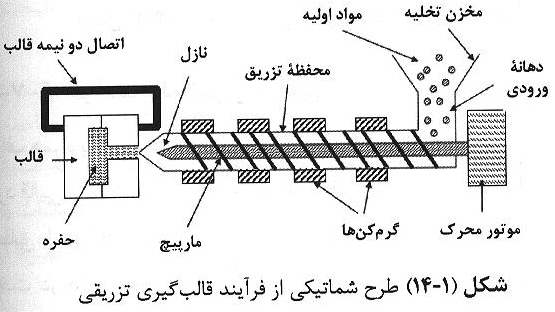 مخزن تخلیه
مواد اولیه
اتصال دو نیمه قالب
نازل
محفظهٔ تزریق
دهانهٔ
ورودی
قالب
حفره
مارپیچ
گرم‌کن‌ها
موتور محرک
شکل (۱-۱۴) طرح شماتیکی از فرآیند قالب‌گیری تزریقی